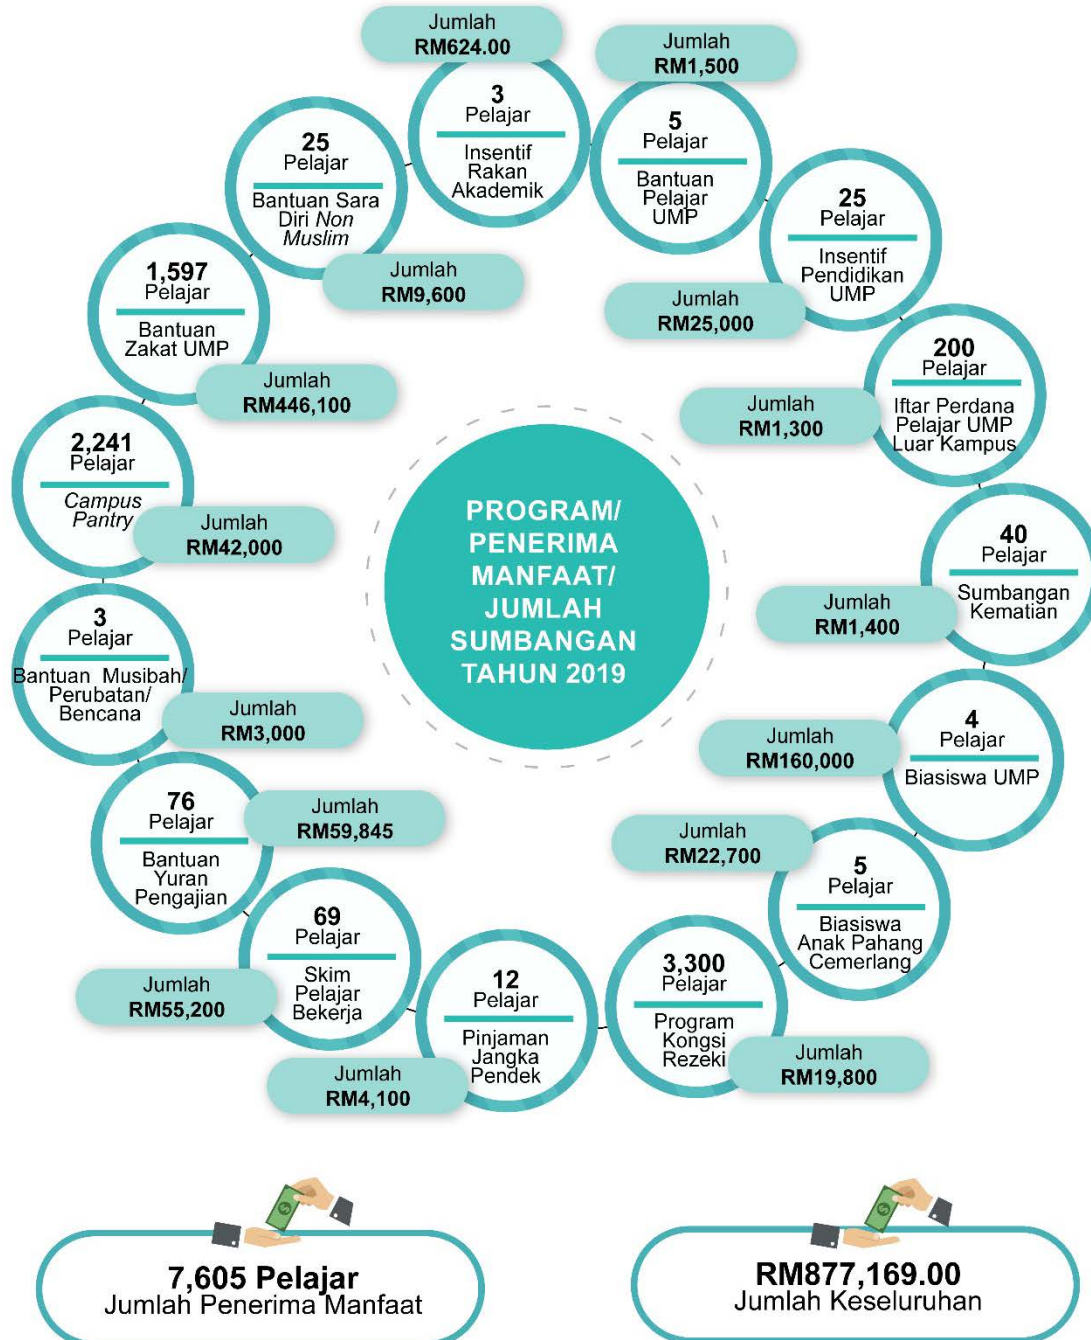 Jumlah
RM624.00
3
Pelajar
Insentif
Rakan
Akademik
Jumlah
RM1,500
5
Pelajar
Bantuan
Pelajar
UMP
25
Pelajar
Insentif
Pendidikan
UMP
Jumlah
RM25,000
200
Pelajar
Iftar Perdana
Pelajar UMP
Luar Kampus
Jumlah
RM1,300
40
Pelajar
Sumbangan
Kematian
Jumlah
RM1,400
4
Pelajar
Biasiswa UMP
Jumlah
RM160,000
5
Pelajar
Biasiswa
Anak Pahang
Cemerlang
Jumlah
RM22,700
3,300
Pelajar
Program
Kongsi
Rezeki
Jumlah
RM19,800
12
Pelajar
Pinjaman
Jangka
Pendek
Jumlah
RM4,100
69
Pelajar
Skim
Pelajar
Bekerja
Jumlah
RM55,200
76
Pelajar
Bantuan
Yuran
Pengajian
Jumlah
RM59,845
3
Pelajar
Bantuan Musibah/
Perubatan/
Bencana
Jumlah
RM3,000
2,241
Pelajar
Campus
Pantry
Jumlah
RM42,000
1,597
Pelajar
Bantuan
Zakat UMP
Jumlah
RM446,100
25
Pelajar
Bantuan Sara
Diri Non
Muslim
Jumlah
RM9,600
PROGRAM/
PENERIMA
MANFAAT/
JUMLAH
SUMBANGAN
TAHUN 2019
7,605 Pelajar
Jumlah Penerima Manfaat
RM877,169.00
Jumlah Keseluruhan